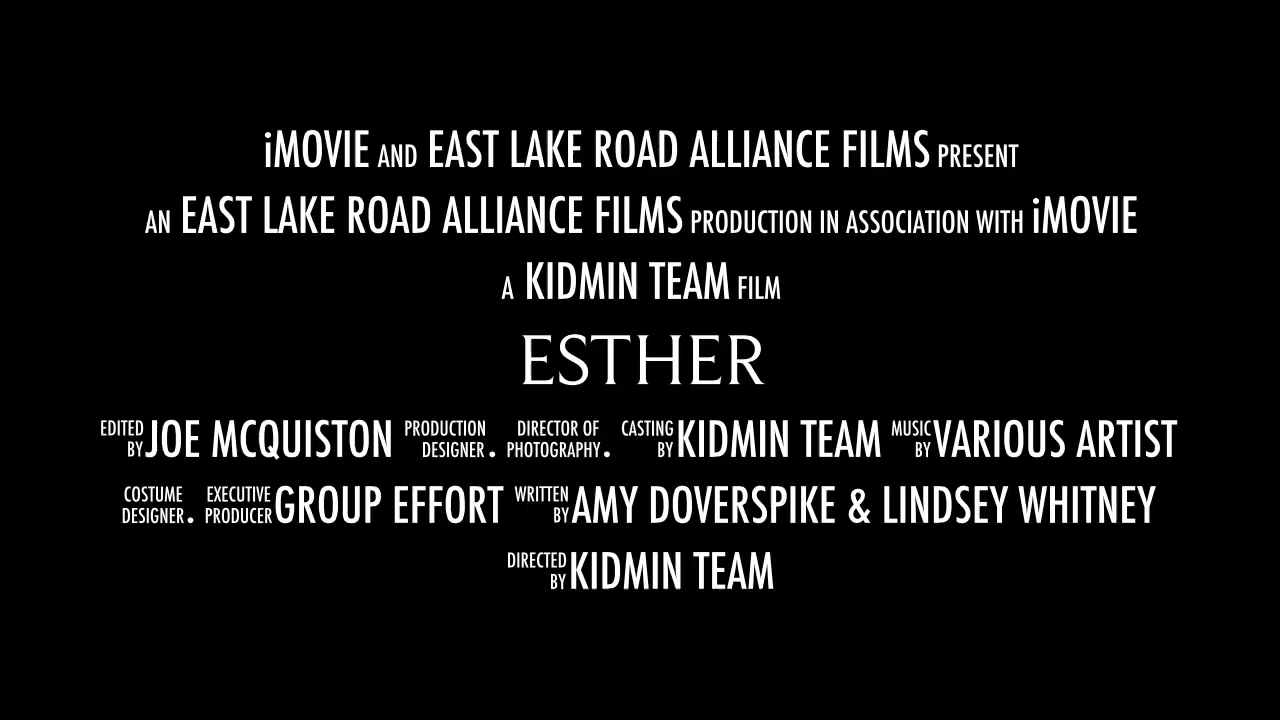 iMOVIE AND EAST LAKE ROAD ALLIANCE FILMS PRESENT
AN EAST LAKE ROAD ALLIANCE FILMS PRODUCTION IN ASSOCIATION WITH iMOVIE
A KIDMIN TEAM FILM
ESTHER
EDITED BY JOE MCQUISTON PRODUCTION DESIGNER . DIRECTOR OF PHOTOGRAPHY . CASTING BY KIDMIN TEAM MUSIC BY VARIOUS ARTIST
COSTUME DESIGNER . EXECUTIVE PRODUCER GROUP EFFORT WRITTEN BY AMY DOVERSPIKE & LINDSEY WHITNEY
DIRECTED BY KIDMIN TEAM